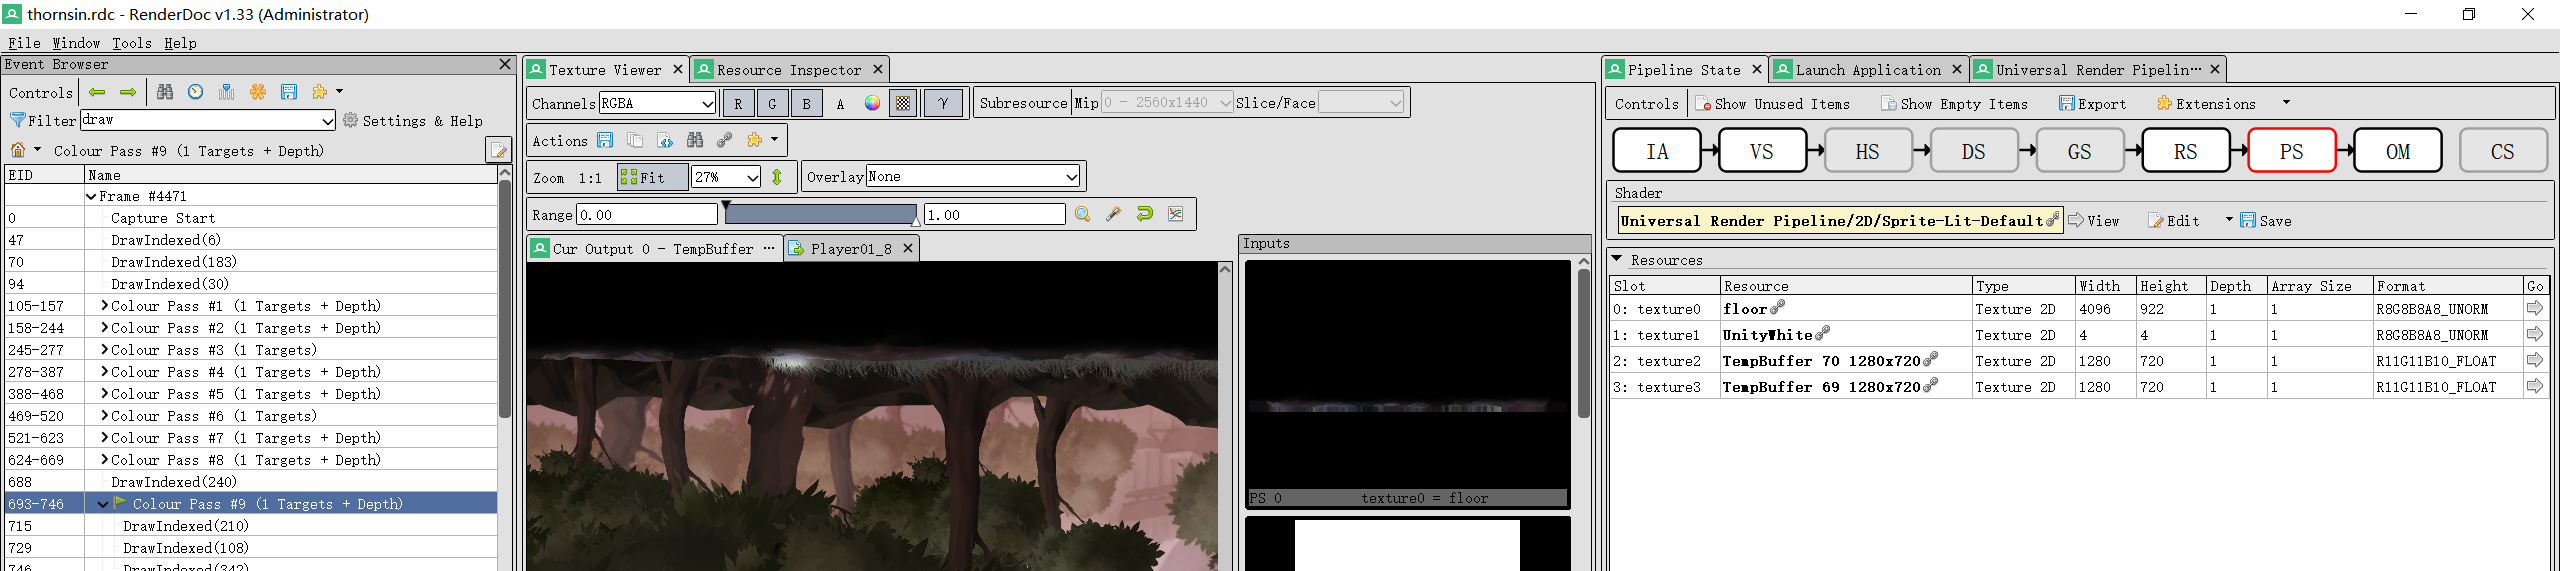 thornsin.rdc - RenderDoc v1.33 (Administrator)
File Window Tools Help
Event Browser
Controls
Filter draw Settings & Help
Colour Pass #9 (1 Targets + Depth)
EID Name
Frame #4471
0 Capture Start
47 DrawIndexed(6)
70 DrawIndexed(183)
94 DrawIndexed(30)
105-157 Colour Pass #1 (1 Targets + Depth)
158-244 Colour Pass #2 (1 Targets + Depth)
245-277 Colour Pass #3 (1 Targets)
278-387 Colour Pass #4 (1 Targets + Depth)
388-468 Colour Pass #5 (1 Targets + Depth)
469-520 Colour Pass #6 (1 Targets)
521-623 Colour Pass #7 (1 Targets + Depth)
624-669 Colour Pass #8 (1 Targets + Depth)
688 DrawIndexed(240)
693-746 Colour Pass #9 (1 Targets + Depth)
715 DrawIndexed(210)
729 DrawIndexed(108)
746 DrawIndexed(342)
Texture Viewer Resource Inspector
Channels RGBA R G B A γ Subresource Mip 0 - 2560x1440 Slice/Face
Actions
Zoom 1:1 Fit 27% Overlay None
Range 0.00 1.00
Cur Output 0 - TempBuffer ··· Player01_8
Inputs
PS 0 texture0 = floor
Pipeline State Launch Application Universal Render Pipelin···
Controls Show Unused Items Show Empty Items Export Extensions
IA VS HS DS GS RS PS OM CS
Shader
Universal Render Pipeline/2D/Sprite-Lit-Default View Edit Save
Resources
Slot Resource Type Width Height Depth Array Size Format Go
0: texture0 floor Texture 2D 4096 922 1 1 R8G8B8A8_UNORM
1: texture1 UnityWhite Texture 2D 4 4 1 1 R8G8B8A8_UNORM
2: texture2 TempBuffer 70 1280x720 Texture 2D 1280 720 1 1 R11G11B10_FLOAT
3: texture3 TempBuffer 69 1280x720 Texture 2D 1280 720 1 1 R11G11B10_FLOAT